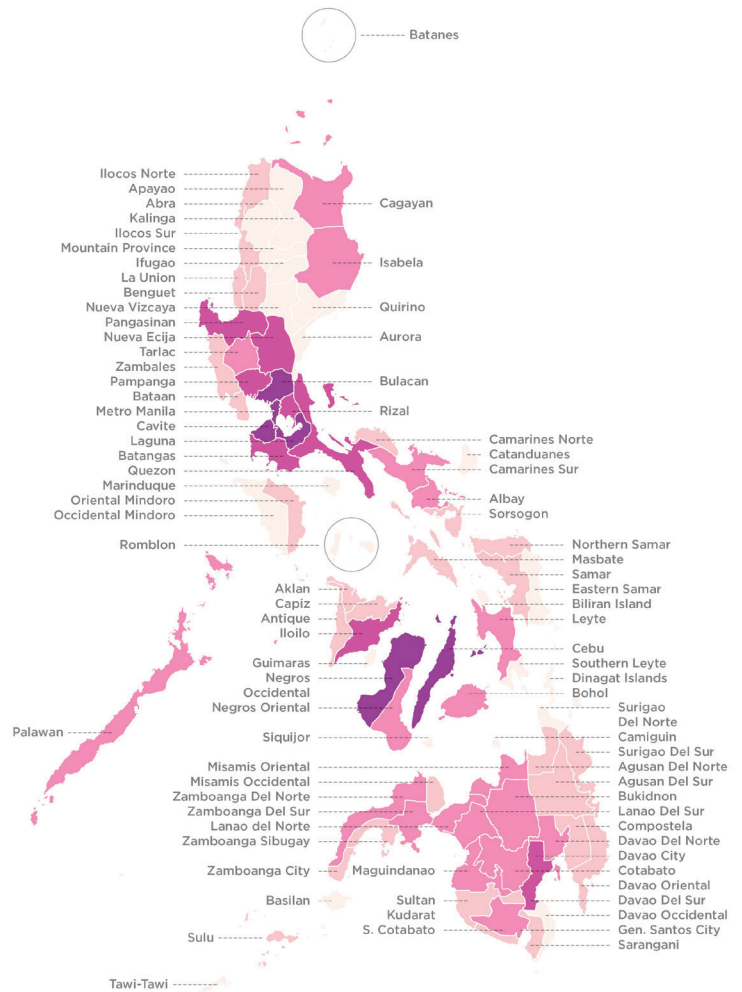 Batanes
Ilocos Norte
Apayao
Abra
Cagayan
Kalinga
Ilocos Sur
Mountain Province
Ifugao
Isabela
La Union
Benguet
Nueva Vizcaya
Quirino
Pangasinan
Nueva Ecija
Aurora
Tarlac
Zambales
Pampanga
Bulacan
Bataan
Metro Manila
Rizal
Cavite
Laguna
Camarines Norte
Batangas
Catanduanes
Quezon
Camarines Sur
Marinduque
Oriental Mindoro
Albay
Occidental Mindoro
Sorsogon
Romblon
Northern Samar
Masbate
Samar
Aklan
Eastern Samar
Capiz
Biliran Island
Antique
Leyte
Iloilo
Cebu
Guimaras
Southern Leyte
Negros
Occidental
Dinagat Islands
Bohol
Negros Oriental
Surigao
Del Norte
Palawan
Siquijor
Camiguin
Surigao Del Sur
Misamis Oriental
Agusan Del Norte
Misamis Occidental
Agusan Del Sur
Zamboanga Del Norte
Bukidnon
Zamboanga Del Sur
Lanao Del Sur
Lanao del Norte
Compostela
Zamboanga Sibugay
Davao Del Norte
Davao City
Zamboanga City
Maguindanao
Cotabato
Davao Oriental
Basilan
Sultan
Kudarat
Davao Del Sur
Davao Occidental
S. Cotabato
Gen. Santos City
Sulu
Sarangani
Tawi-Tawi